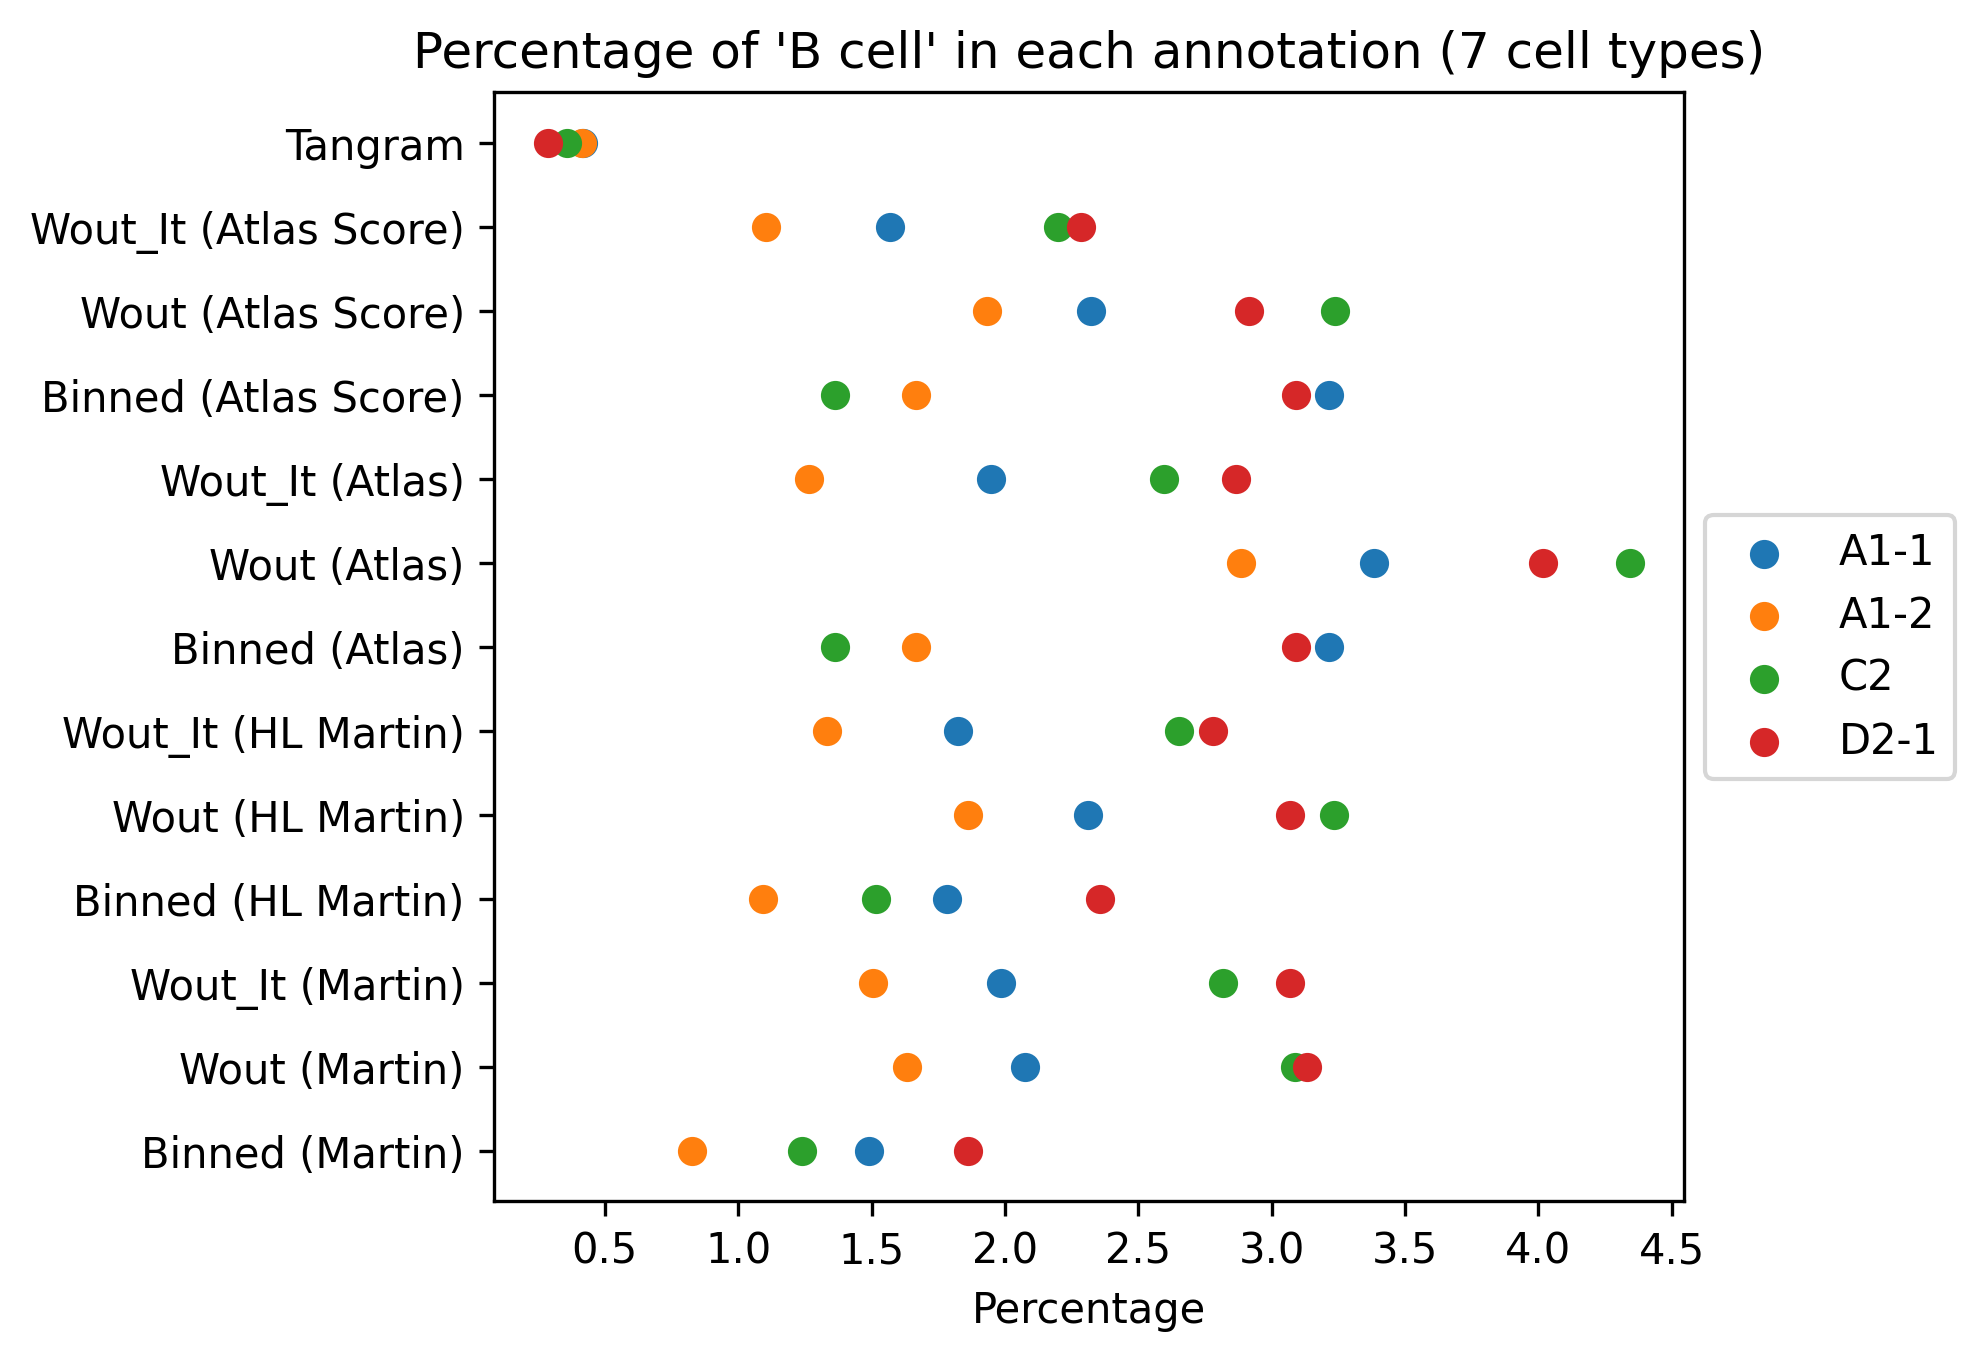 Percentage of 'B cell' in each annotation (7 cell types)
Tangram
Wout_It (Atlas Score)
Wout (Atlas Score)
Binned (Atlas Score)
Wout_It (Atlas)
Wout (Atlas)
Binned (Atlas)
Wout_It (HL Martin)
Wout (HL Martin)
Binned (HL Martin)
Wout_It (Martin)
Wout (Martin)
Binned (Martin)
0.5 1.0 1.5 2.0 2.5 3.0 3.5 4.0 4.5
Percentage
A1-1
A1-2
C2
D2-1